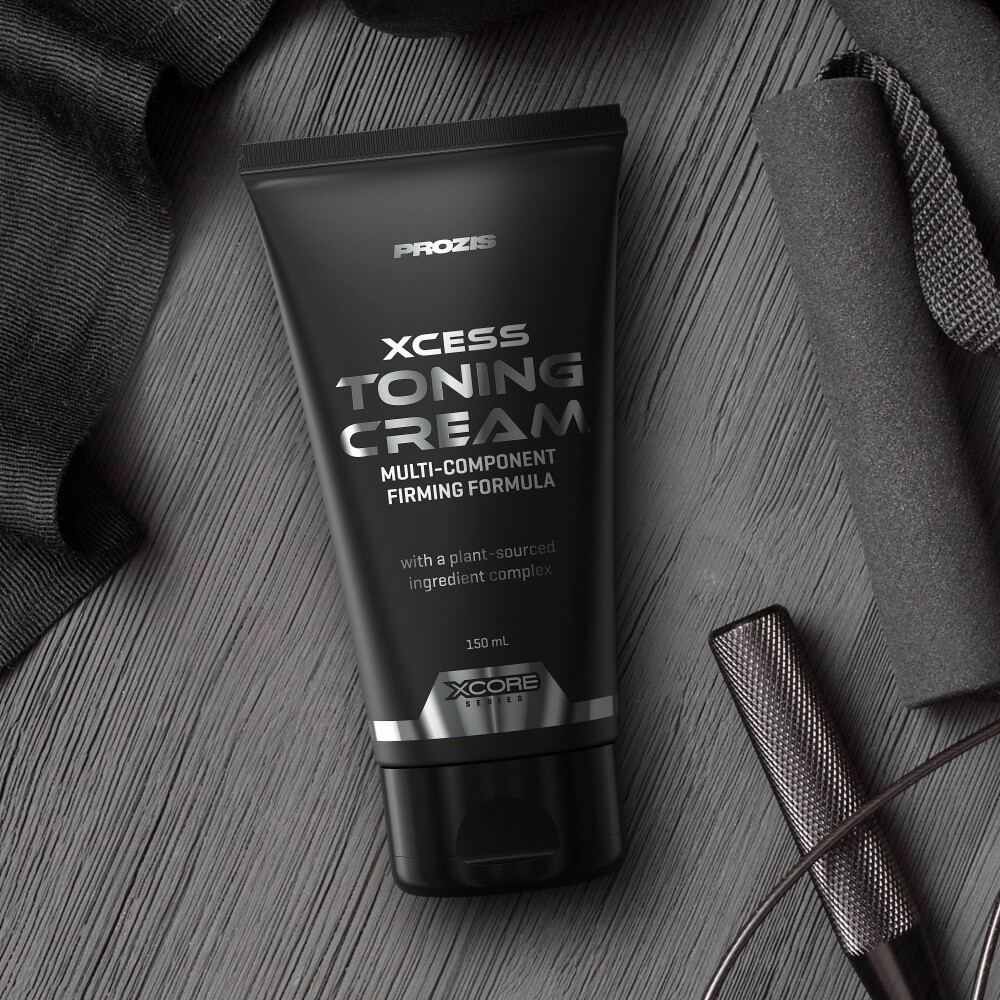 PROZIS
XCESS
TONING
CREAM
MULTI-COMPONENT
FIRMING FORMULA
with a plant-sourced
ingredient complex
150 mL
XCORE
SERIES